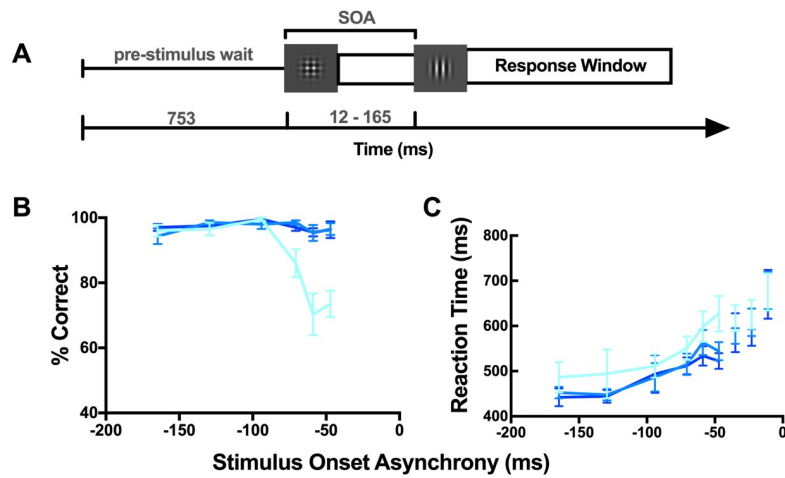 A
SOA
pre-stimulus wait
Response Window
753
12 - 165
Time (ms)
B
% Correct
100
80
60
40
-200
-150
-100
-50
0
C
Reaction Time (ms)
800
700
600
500
400
-200
-150
-100
-50
0
Stimulus Onset Asynchrony (ms)